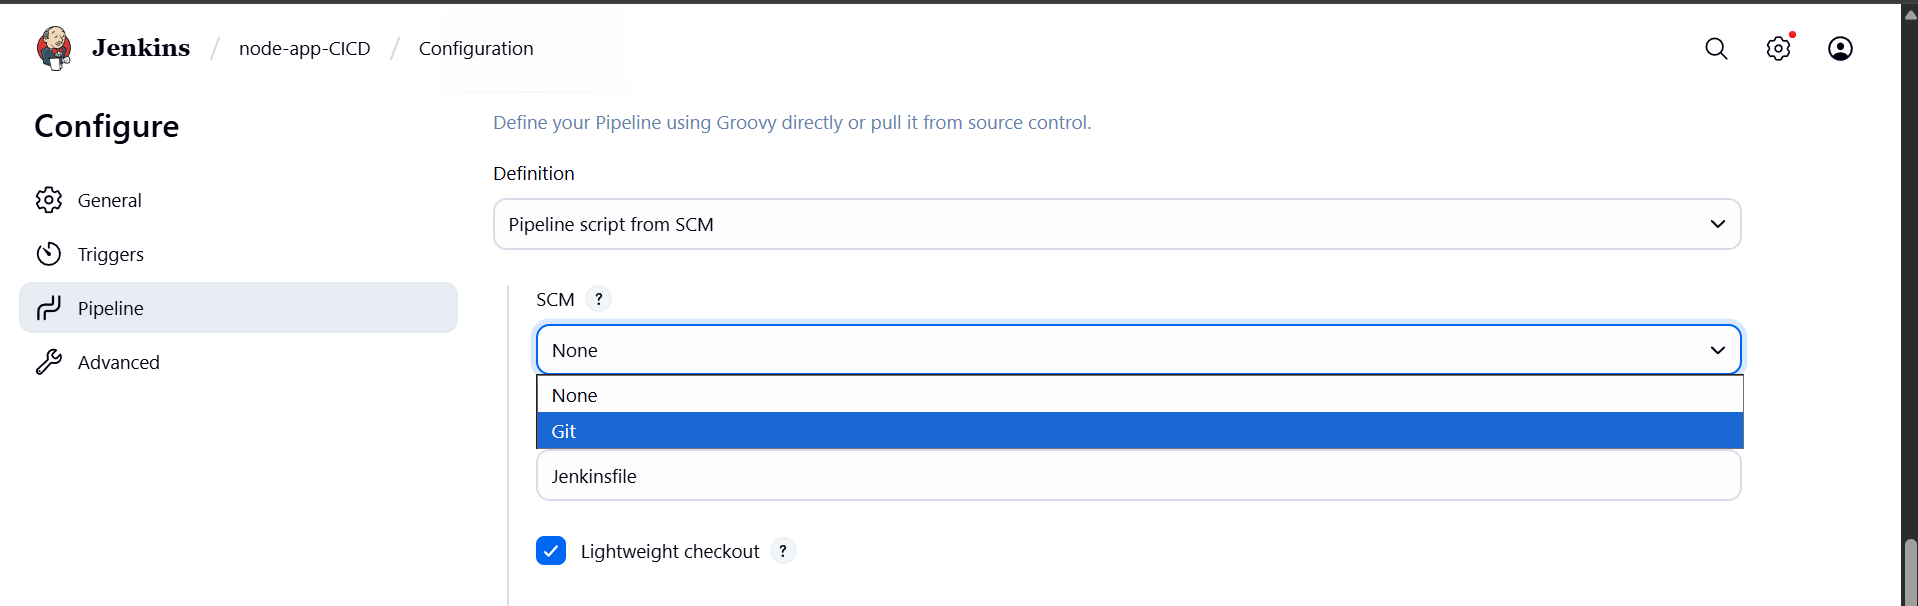 Jenkins / node-app-CICD / Configuration
Configure
General
Triggers
Pipeline
Advanced
Define your Pipeline using Groovy directly or pull it from source control.
Definition
Pipeline script from SCM
SCM ?
None
None
Git
Jenkinsfile
Lightweight checkout ?